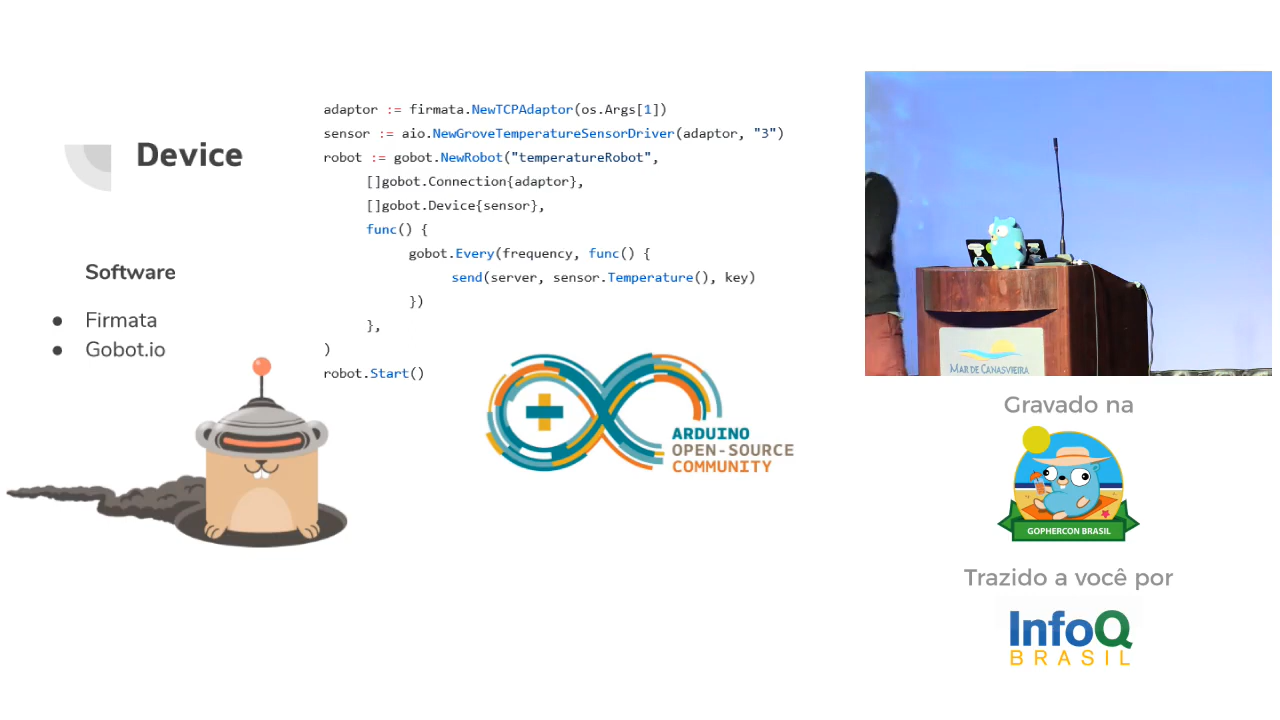 Device
Software
● Firmata
● Gobot.io
adaptor := firmata.NewTCPAdaptor(os.Args[1])
sensor := aio.NewGroveTemperatureSensorDriver(adaptor, "3")
robot := gobot.NewRobot("temperatureRobot",
[]gobot.Connection{adaptor},
[]gobot.Device{sensor},
func() {
gobot.Every(frequency, func() {
send(server, sensor.Temperature(), key)
})
},
)
robot.Start()
ARDUINO
OPEN-SOURCE
COMMUNITY
MAR DE CANASVIEIRA
Gravado na
GOPHERCON BRASIL
Trazido a você por
InfoQ
BRASIL